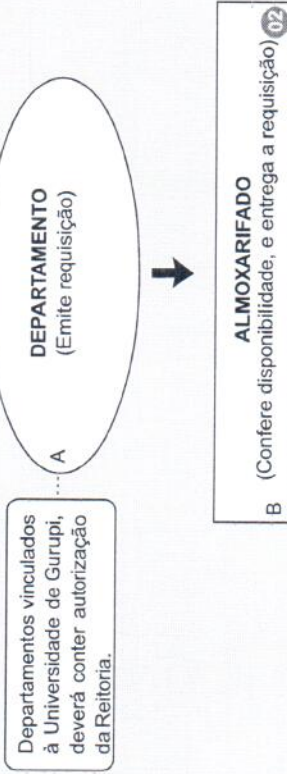 Departamentos vinculados
à Universidade de Gurupi,
deverá conter autorização
da Reitoria.
A
DEPARTAMENTO
(Emite requisição)
ALMOXARIFADO
B (Confere disponibilidade, e entrega a requisição) 02